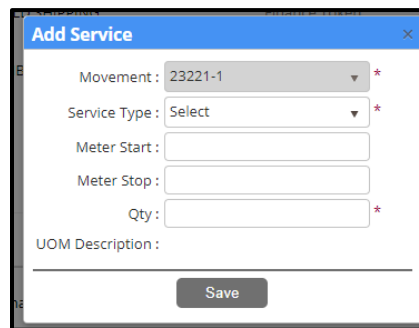 Add Service ×
Movement : 23221-1 *
Service Type : Select *
Meter Start :
Meter Stop :
Qty : *
UOM Description :
Save